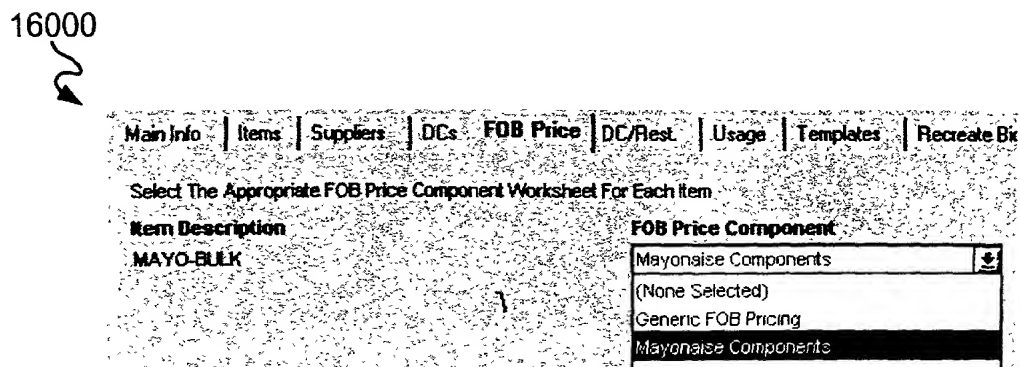 16000
Main Info Items Suppliers DCs FOB Price DC/Rest. Usage Templates Recreate Bi
Select The Appropriate FOB Price Component Worksheet For Each Item
Item Description FOB Price Component
MAYO-BULK Mayonaise Components
(None Selected)
Generic FOB Pricing
Mayonaise Components